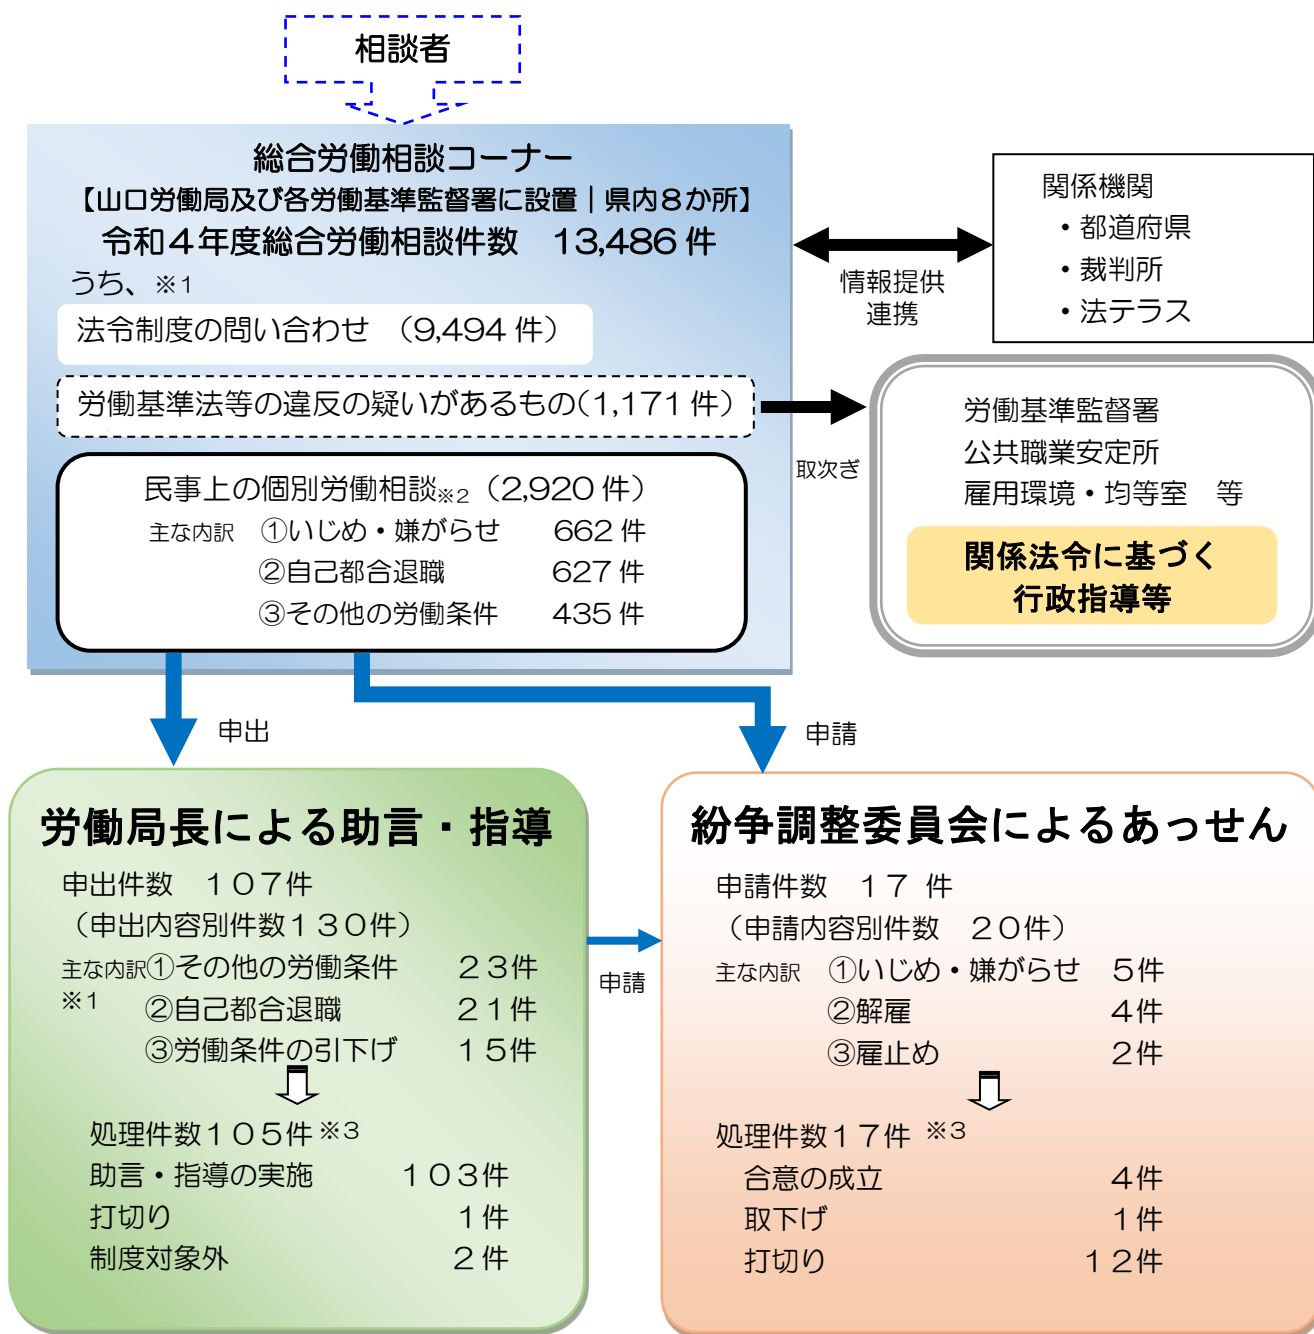 相談者
総合労働相談コーナー
【山口労働局及び各労働基準監督署に設置｜県内８か所】
令和４年度総合労働相談件数　13,486 件
うち、※1
法令制度の問い合わせ　（9,494 件）
労働基準法等の違反の疑いがあるもの（1,171 件）
民事上の個別労働相談※2（2,920 件）
主な内訳　①いじめ・嫌がらせ　662 件
②自己都合退職　627 件
③その他の労働条件　435 件
情報提供
連携
関係機関
・都道府県
・裁判所
・法テラス
取次ぎ
労働基準監督署
公共職業安定所
雇用環境・均等室　等
関係法令に基づく
行政指導等
申出
申請
労働局長による助言・指導
申出件数　１０７件
（申出内容別件数１３０件）
主な内訳①その他の労働条件　２３件
※1　②自己都合退職　２１件
③労働条件の引下げ　１５件
処理件数１０５件※3
助言・指導の実施　１０３件
打切り　１件
制度対象外　２件
申請
紛争調整委員会によるあっせん
申請件数　１７ 件
（申請内容別件数　２０件）
主な内訳　①いじめ・嫌がらせ　５件
②解雇　４件
③雇止め　２件
処理件数１７件 ※3
合意の成立　４件
取下げ　１件
打切り　１２件